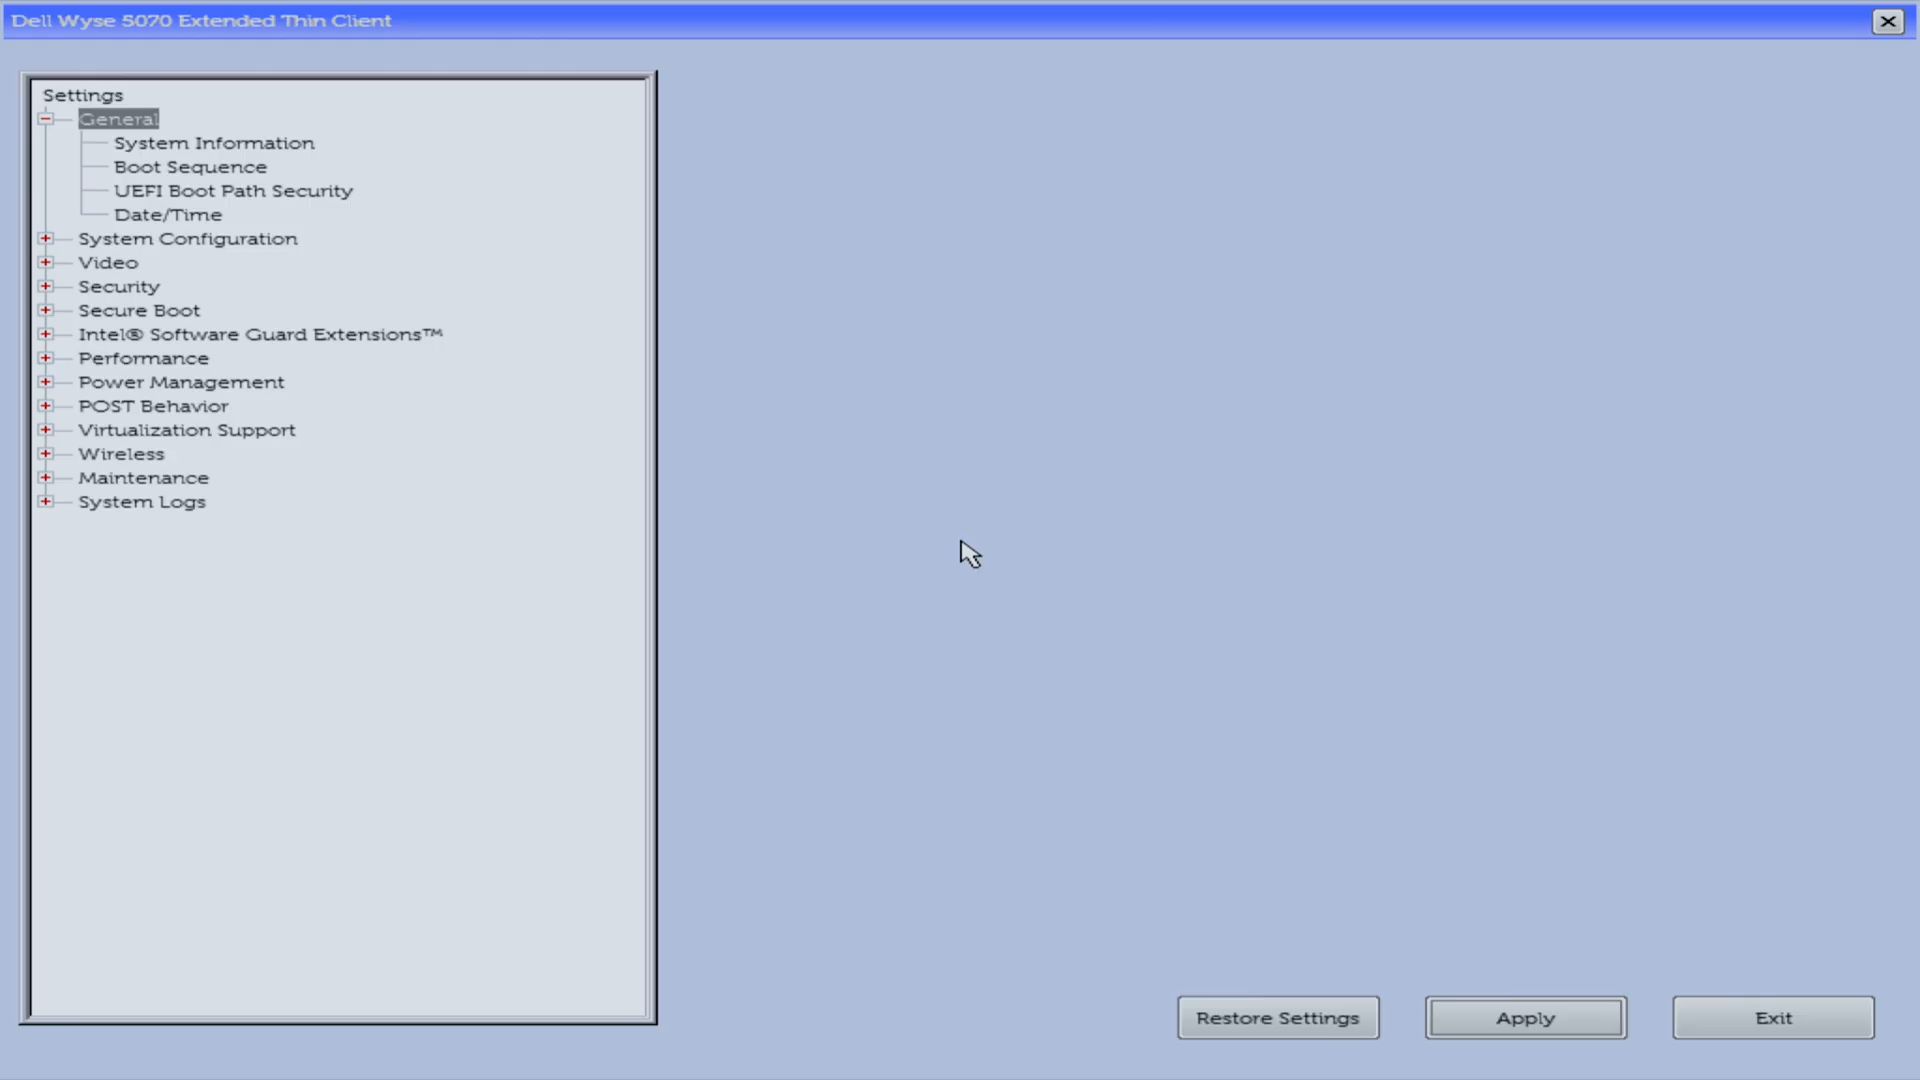 Dell Wyse 5070 Extended Thin Client
Settings
General
System Information
Boot Sequence
UEFI Boot Path Security
Date/Time
System Configuration
Video
Security
Secure Boot
Intel® Software Guard Extensions™
Performance
Power Management
POST Behavior
Virtualization Support
Wireless
Maintenance
System Logs
Restore Settings
Apply
Exit